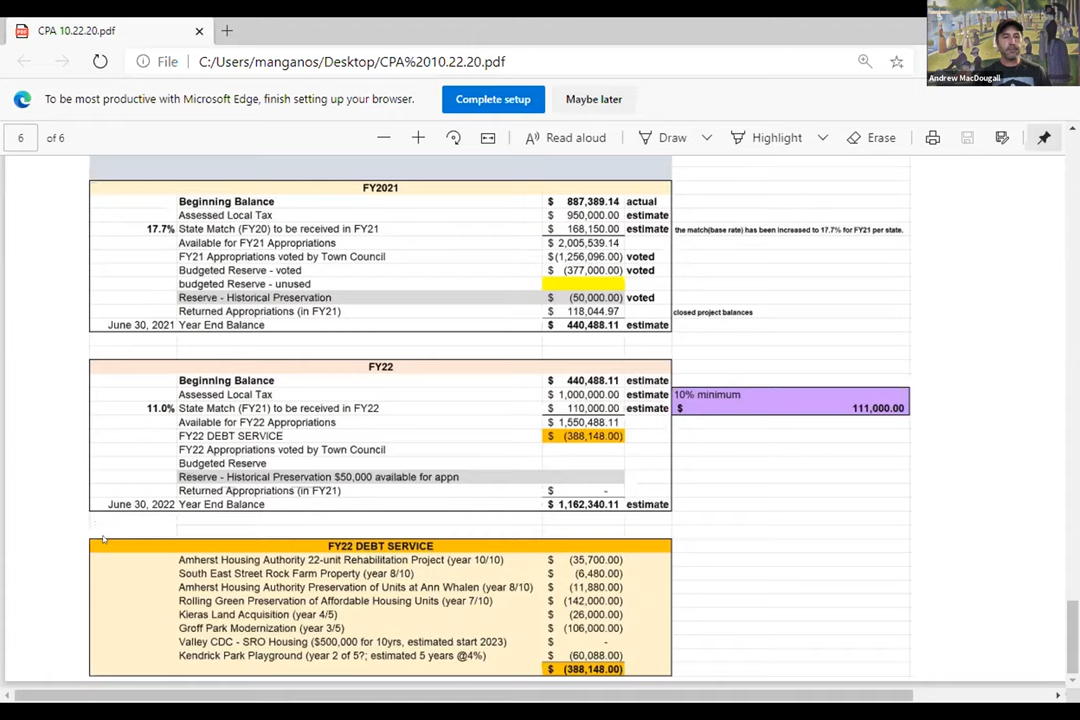 CPA 10.22.20.pdf
File C:/Users/manganos/Desktop/CPA%2010.22.20.pdf
Andrew MacDougall
To be most productive with Microsoft Edge, finish setting up your browser. Complete setup Maybe later
6 of 6 Read aloud Draw Highlight Erase
FY2021
Beginning Balance $ 887,389.14 actual
Assessed Local Tax $ 950,000.00 estimate
17.7% State Match (FY20) to be received in FY21 $ 168,150.00 estimate the match(base rate) has been increased to 17.7% for FY21 per state.
Available for FY21 Appropriations $ 2,005,539.14
FY21 Appropriations voted by Town Council $(1,256,096.00) voted
Budgeted Reserve - voted $ (377,000.00) voted
budgeted Reserve - unused
Reserve - Historical Preservation $ (50,000.00) voted
Returned Appropriations (in FY21) $ 118,044.97 closed project balances
June 30, 2021 Year End Balance $ 440,488.11 estimate
FY22
Beginning Balance $ 440,488.11 estimate
Assessed Local Tax $ 1,000,000.00 estimate 10% minimum
11.0% State Match (FY21) to be received in FY22 $ 110,000.00 estimate $ 111,000.00
Available for FY22 Appropriations $ 1,550,488.11
FY22 DEBT SERVICE $ (388,148.00)
FY22 Appropriations voted by Town Council
Budgeted Reserve
Reserve - Historical Preservation $50,000 available for appn
Returned Appropriations (in FY21) $ -
June 30, 2022 Year End Balance $ 1,162,340.11 estimate
FY22 DEBT SERVICE
Amherst Housing Authority 22-unit Rehabilitation Project (year 10/10) $ (35,700.00)
South East Street Rock Farm Property (year 8/10) $ (6,480.00)
Amherst Housing Authority Preservation of Units at Ann Whalen (year 8/10) $ (11,880.00)
Rolling Green Preservation of Affordable Housing Units (year 7/10) $ (142,000.00)
Kieras Land Acquisition (year 4/5) $ (26,000.00)
Groff Park Modernization (year 3/5) $ (106,000.00)
Valley CDC - SRO Housing ($500,000 for 10yrs, estimated start 2023) $ -
Kendrick Park Playground (year 2 of 5?; estimated 5 years @4%) $ (60,088.00)
$ (388,148.00)